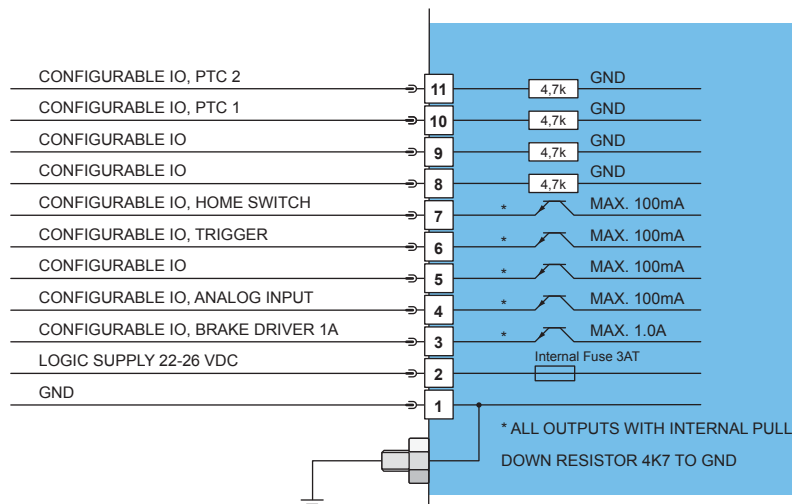 CONFIGURABLE IO, PTC 2 11 4,7k GND
CONFIGURABLE IO, PTC 1 10 4,7k GND
CONFIGURABLE IO 9 4,7k GND
CONFIGURABLE IO 8 4,7k GND
CONFIGURABLE IO, HOME SWITCH 7 * MAX. 100mA
CONFIGURABLE IO, TRIGGER 6 * MAX. 100mA
CONFIGURABLE IO 5 * MAX. 100mA
CONFIGURABLE IO, ANALOG INPUT 4 * MAX. 100mA
CONFIGURABLE IO, BRAKE DRIVER 1A 3 * MAX. 1.0A
LOGIC SUPPLY 22-26 VDC 2 Internal Fuse 3AT
GND 1
* ALL OUTPUTS WITH INTERNAL PULL
DOWN RESISTOR 4K7 TO GND